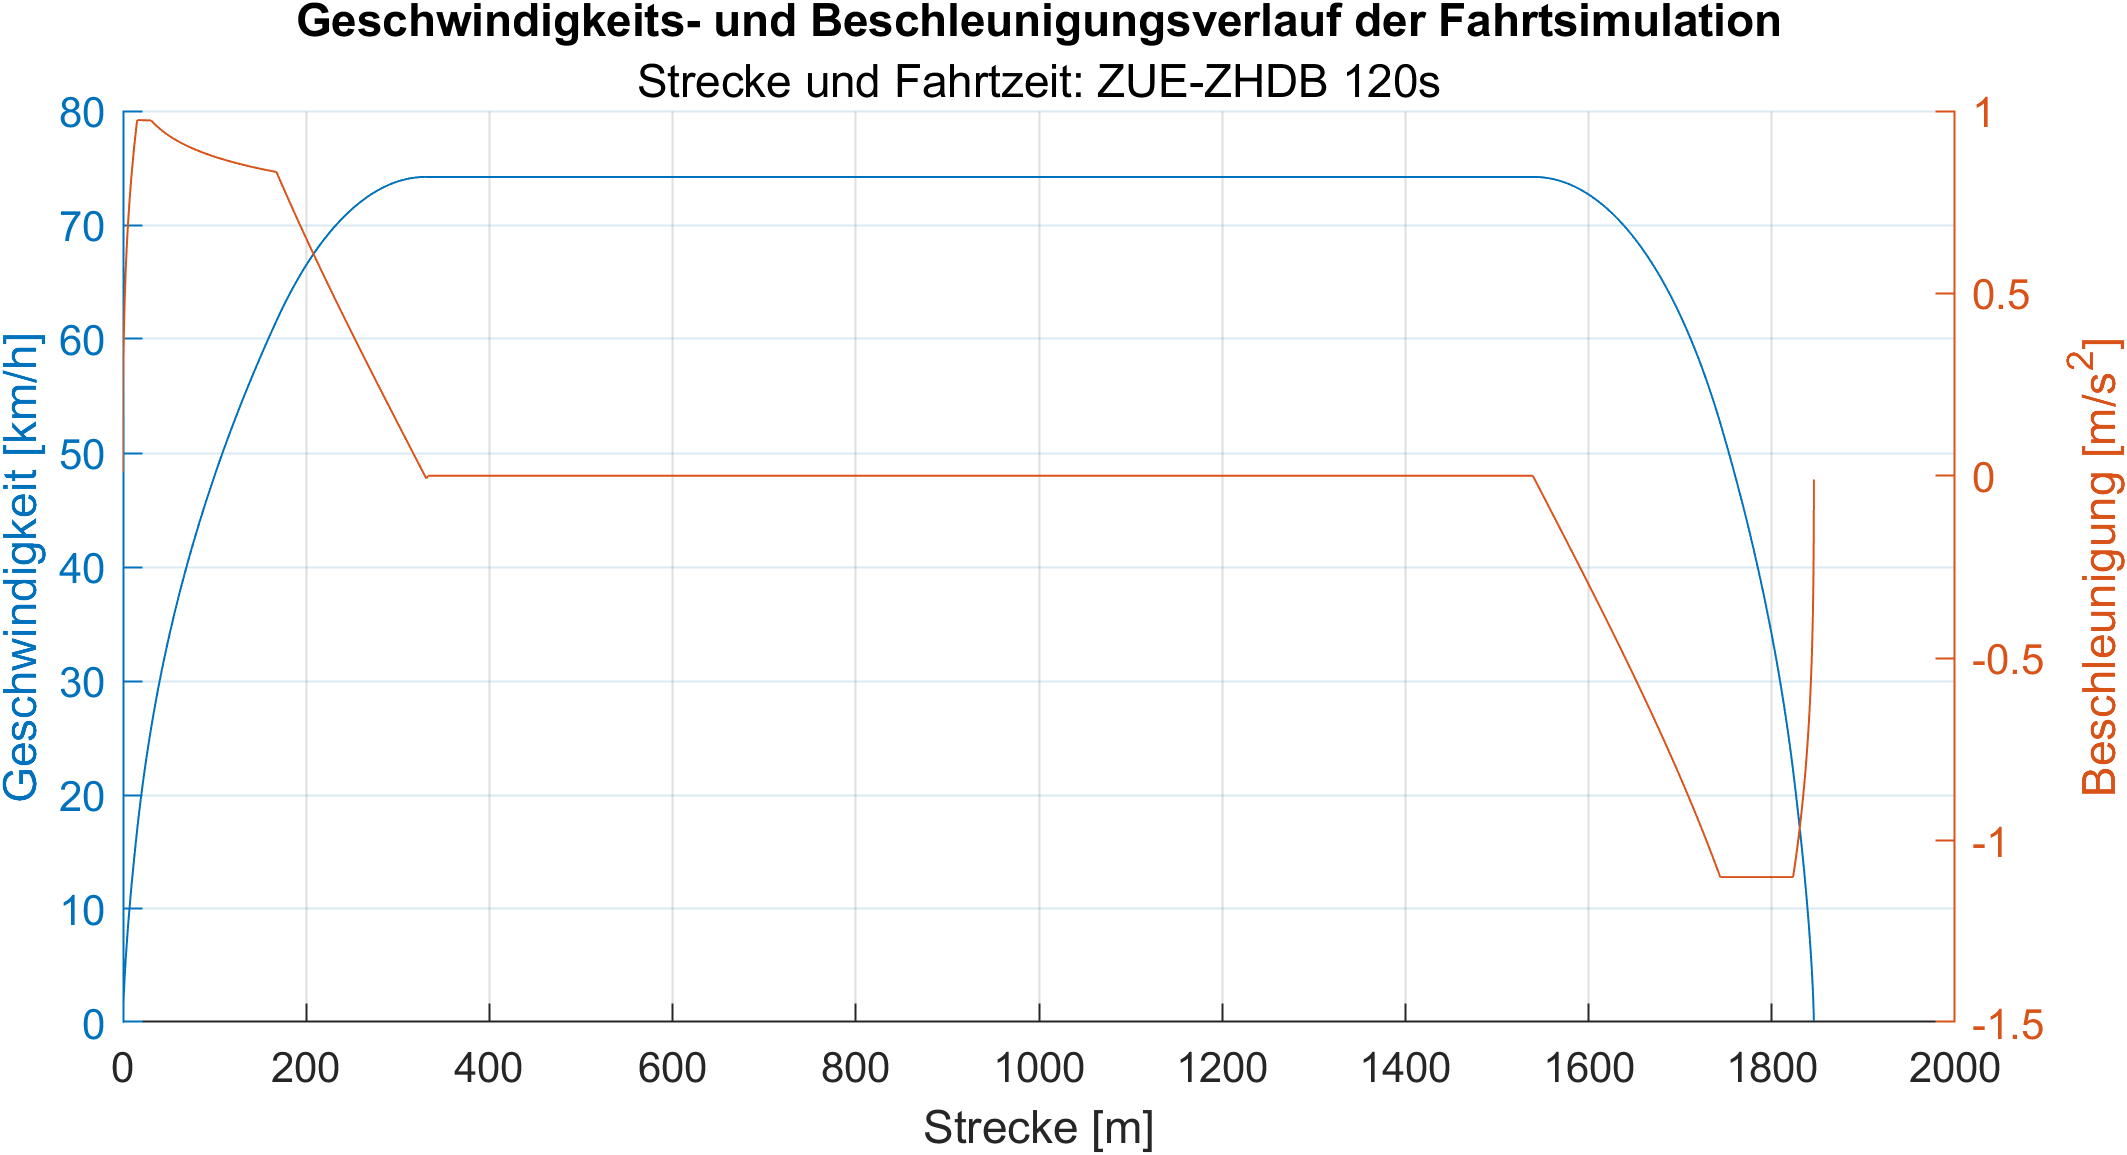 Geschwindigkeits- und Beschleunigungsverlauf der Fahrtsimulation
Strecke und Fahrtzeit: ZUE-ZHDB 120s
Geschwindigkeit [km/h]
80
70
60
50
40
30
20
10
0
0 200 400 600 800 1000 1200 1400 1600 1800 2000
Strecke [m]
1
0.5
0
-0.5
-1
-1.5
Beschleunigung [m/s²]